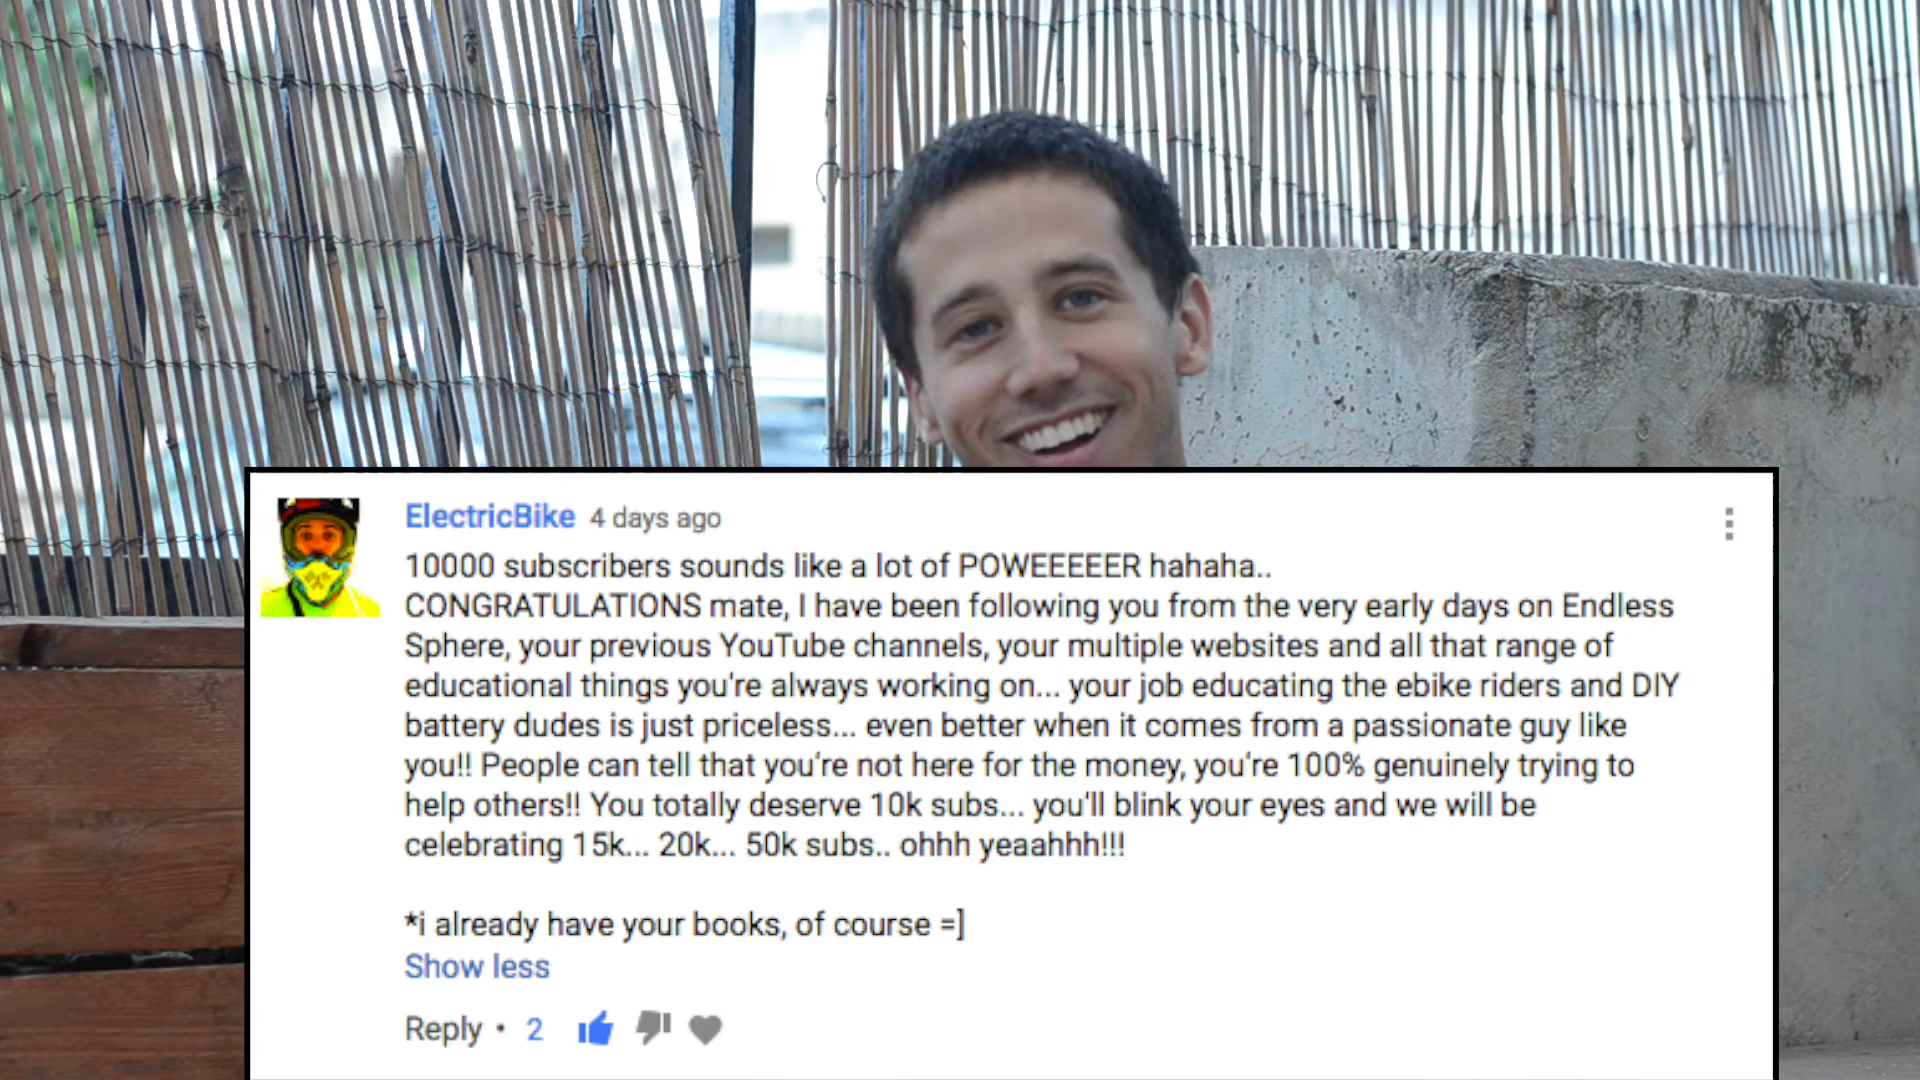 ElectricBike 4 days ago
10000 subscribers sounds like a lot of POWEEEEER hahaha..
CONGRATULATIONS mate, I have been following you from the very early days on Endless
Sphere, your previous YouTube channels, your multiple websites and all that range of
educational things you're always working on... your job educating the ebike riders and DIY
battery dudes is just priceless... even better when it comes from a passionate guy like
you!! People can tell that you're not here for the money, you're 100% genuinely trying to
help others!! You totally deserve 10k subs... you'll blink your eyes and we will be
celebrating 15k... 20k... 50k subs.. ohhh yeaahhh!!!
*i already have your books, of course =]
Show less
Reply • 2